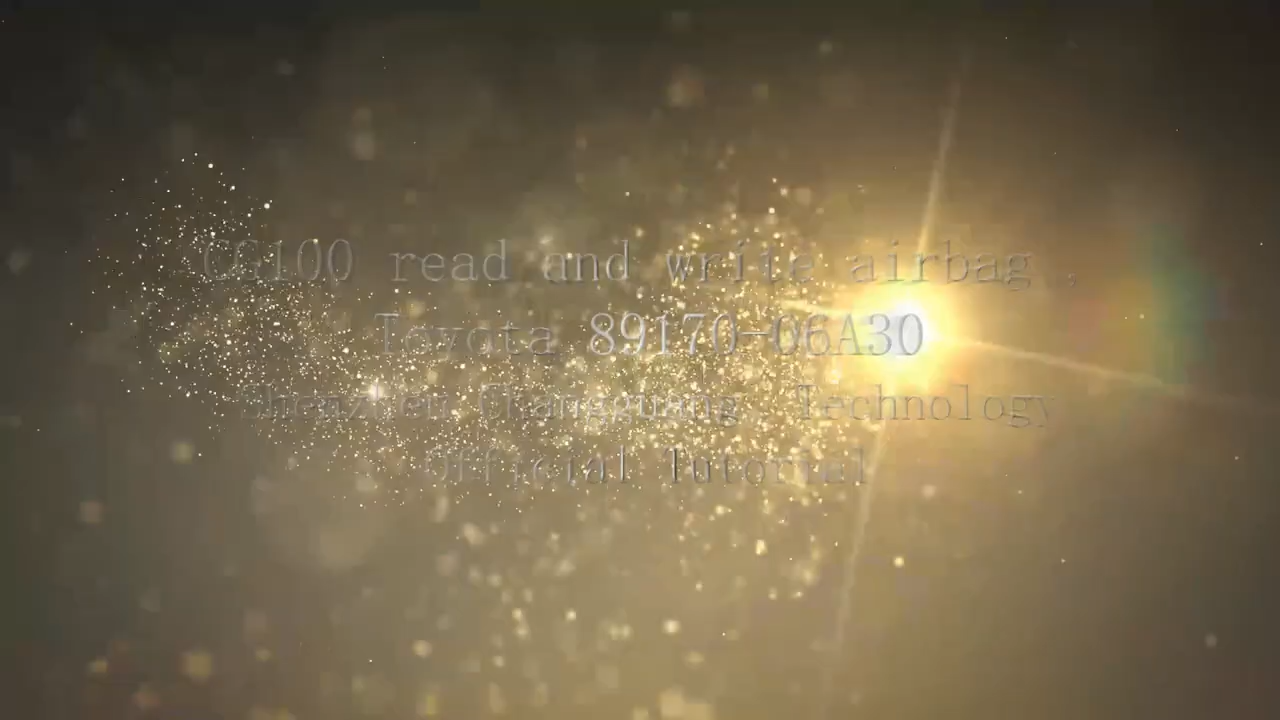 CG100 read and write airbag..
Toyota 89170-06A30
Shenzhen Changguang Technology
Official Tutorial